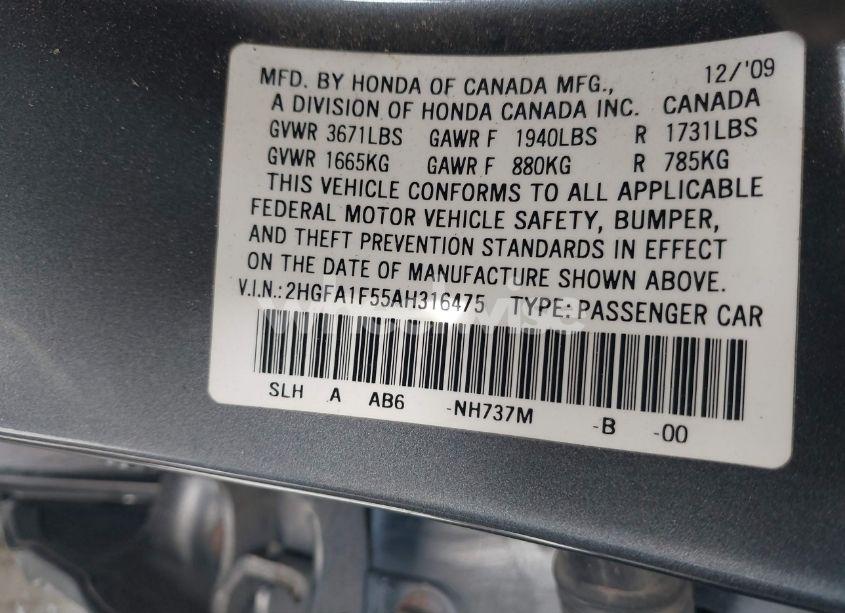 MFD. BY HONDA OF CANADA MFG., 12/'09
A DIVISION OF HONDA CANADA INC. CANADA
GVWR 3671LBS GAWR F 1940LBS R 1731LBS
GVWR 1665KG GAWR F 880KG R 785KG
THIS VEHICLE CONFORMS TO ALL APPLICABLE
FEDERAL MOTOR VEHICLE SAFETY, BUMPER,
AND THEFT PREVENTION STANDARDS IN EFFECT
ON THE DATE OF MANUFACTURE SHOWN ABOVE.
V.I.N.: 2HGFA1F55AH316475 TYPE: PASSENGER CAR
SLH A AB6 -NH737M -B -00